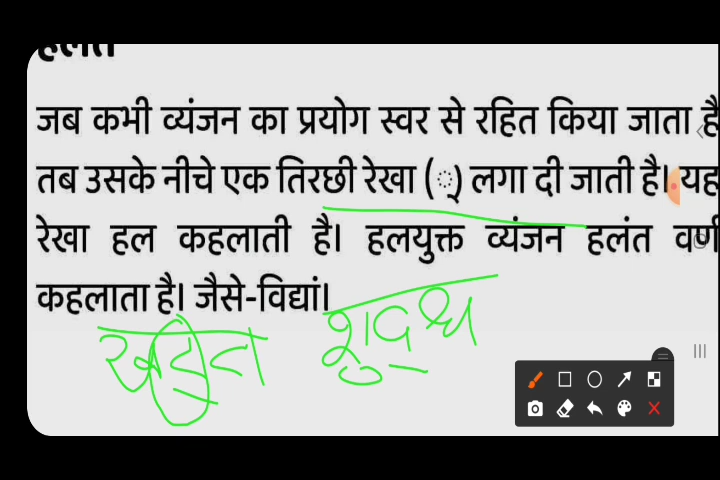 हलंत
जब कभी व्यंजन का प्रयोग स्वर से रहित किया जाता है
तब उसके नीचे एक तिरछी रेखा (्) लगा दी जाती है। यह
रेखा हल कहलाती है। हलयुक्त व्यंजन हलंत वर्ण
कहलाता है। जैसे-विद्यां।
शुद्ध